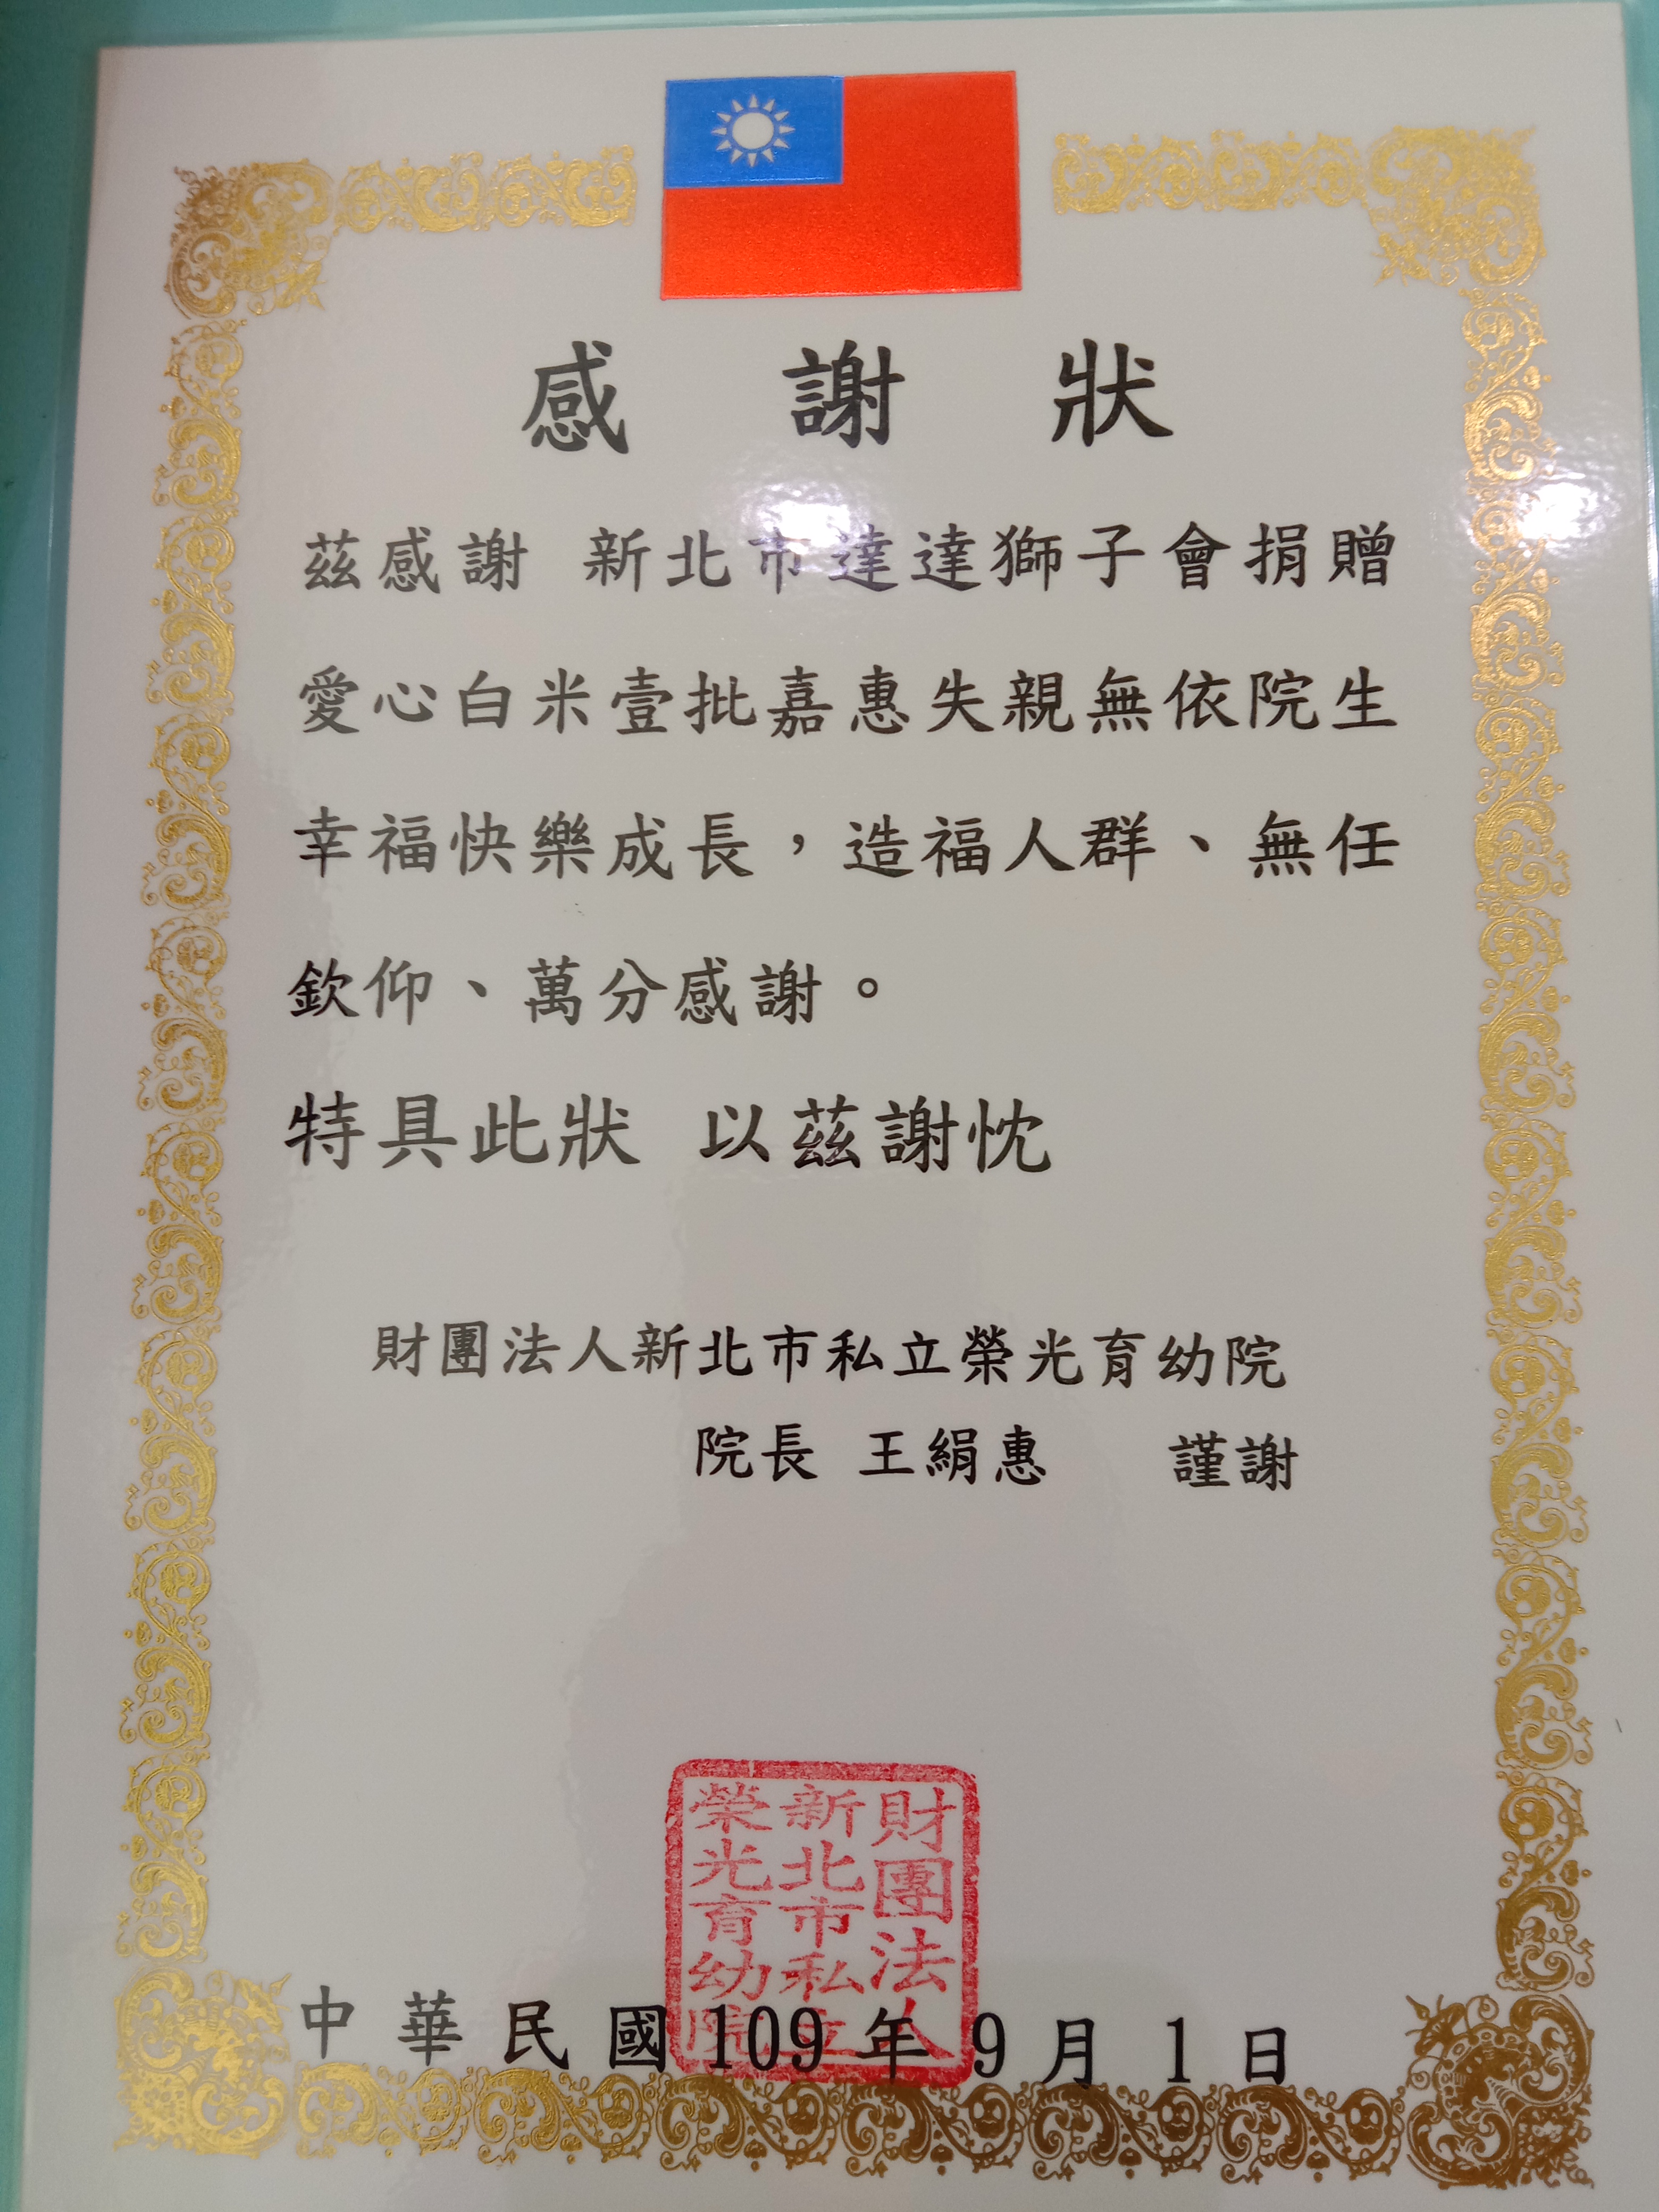 感謝狀
茲感謝 新北市達達獅子會捐贈
愛心白米壹批嘉惠失親無依院生
幸福快樂成長，造福人群、無任
欽仰、萬分感謝。
特具此狀 以茲謝忱
財團法人新北市私立榮光育幼院
院長 王絹惠 謹謝
財團法人
新北市私立
榮光育幼院
中華民國109年9月1日